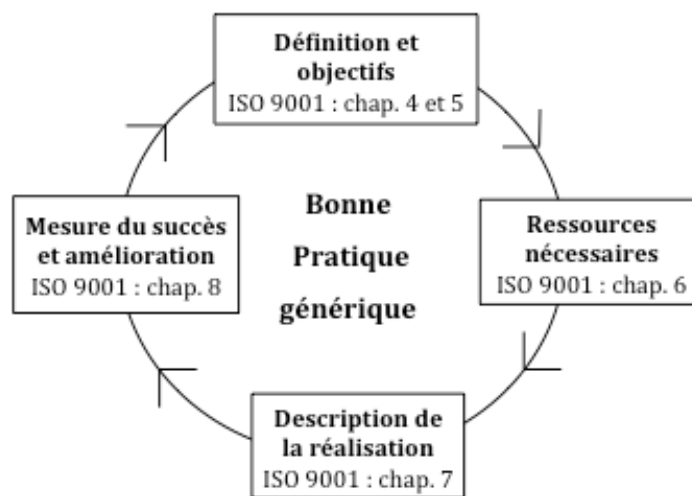 Définition et
objectifs
ISO 9001 : chap. 4 et 5
Mesure du succès
et amélioration
ISO 9001 : chap. 8
Bonne
Pratique
générique
Ressources
nécessaires
ISO 9001 : chap. 6
Description de
la réalisation
ISO 9001 : chap. 7